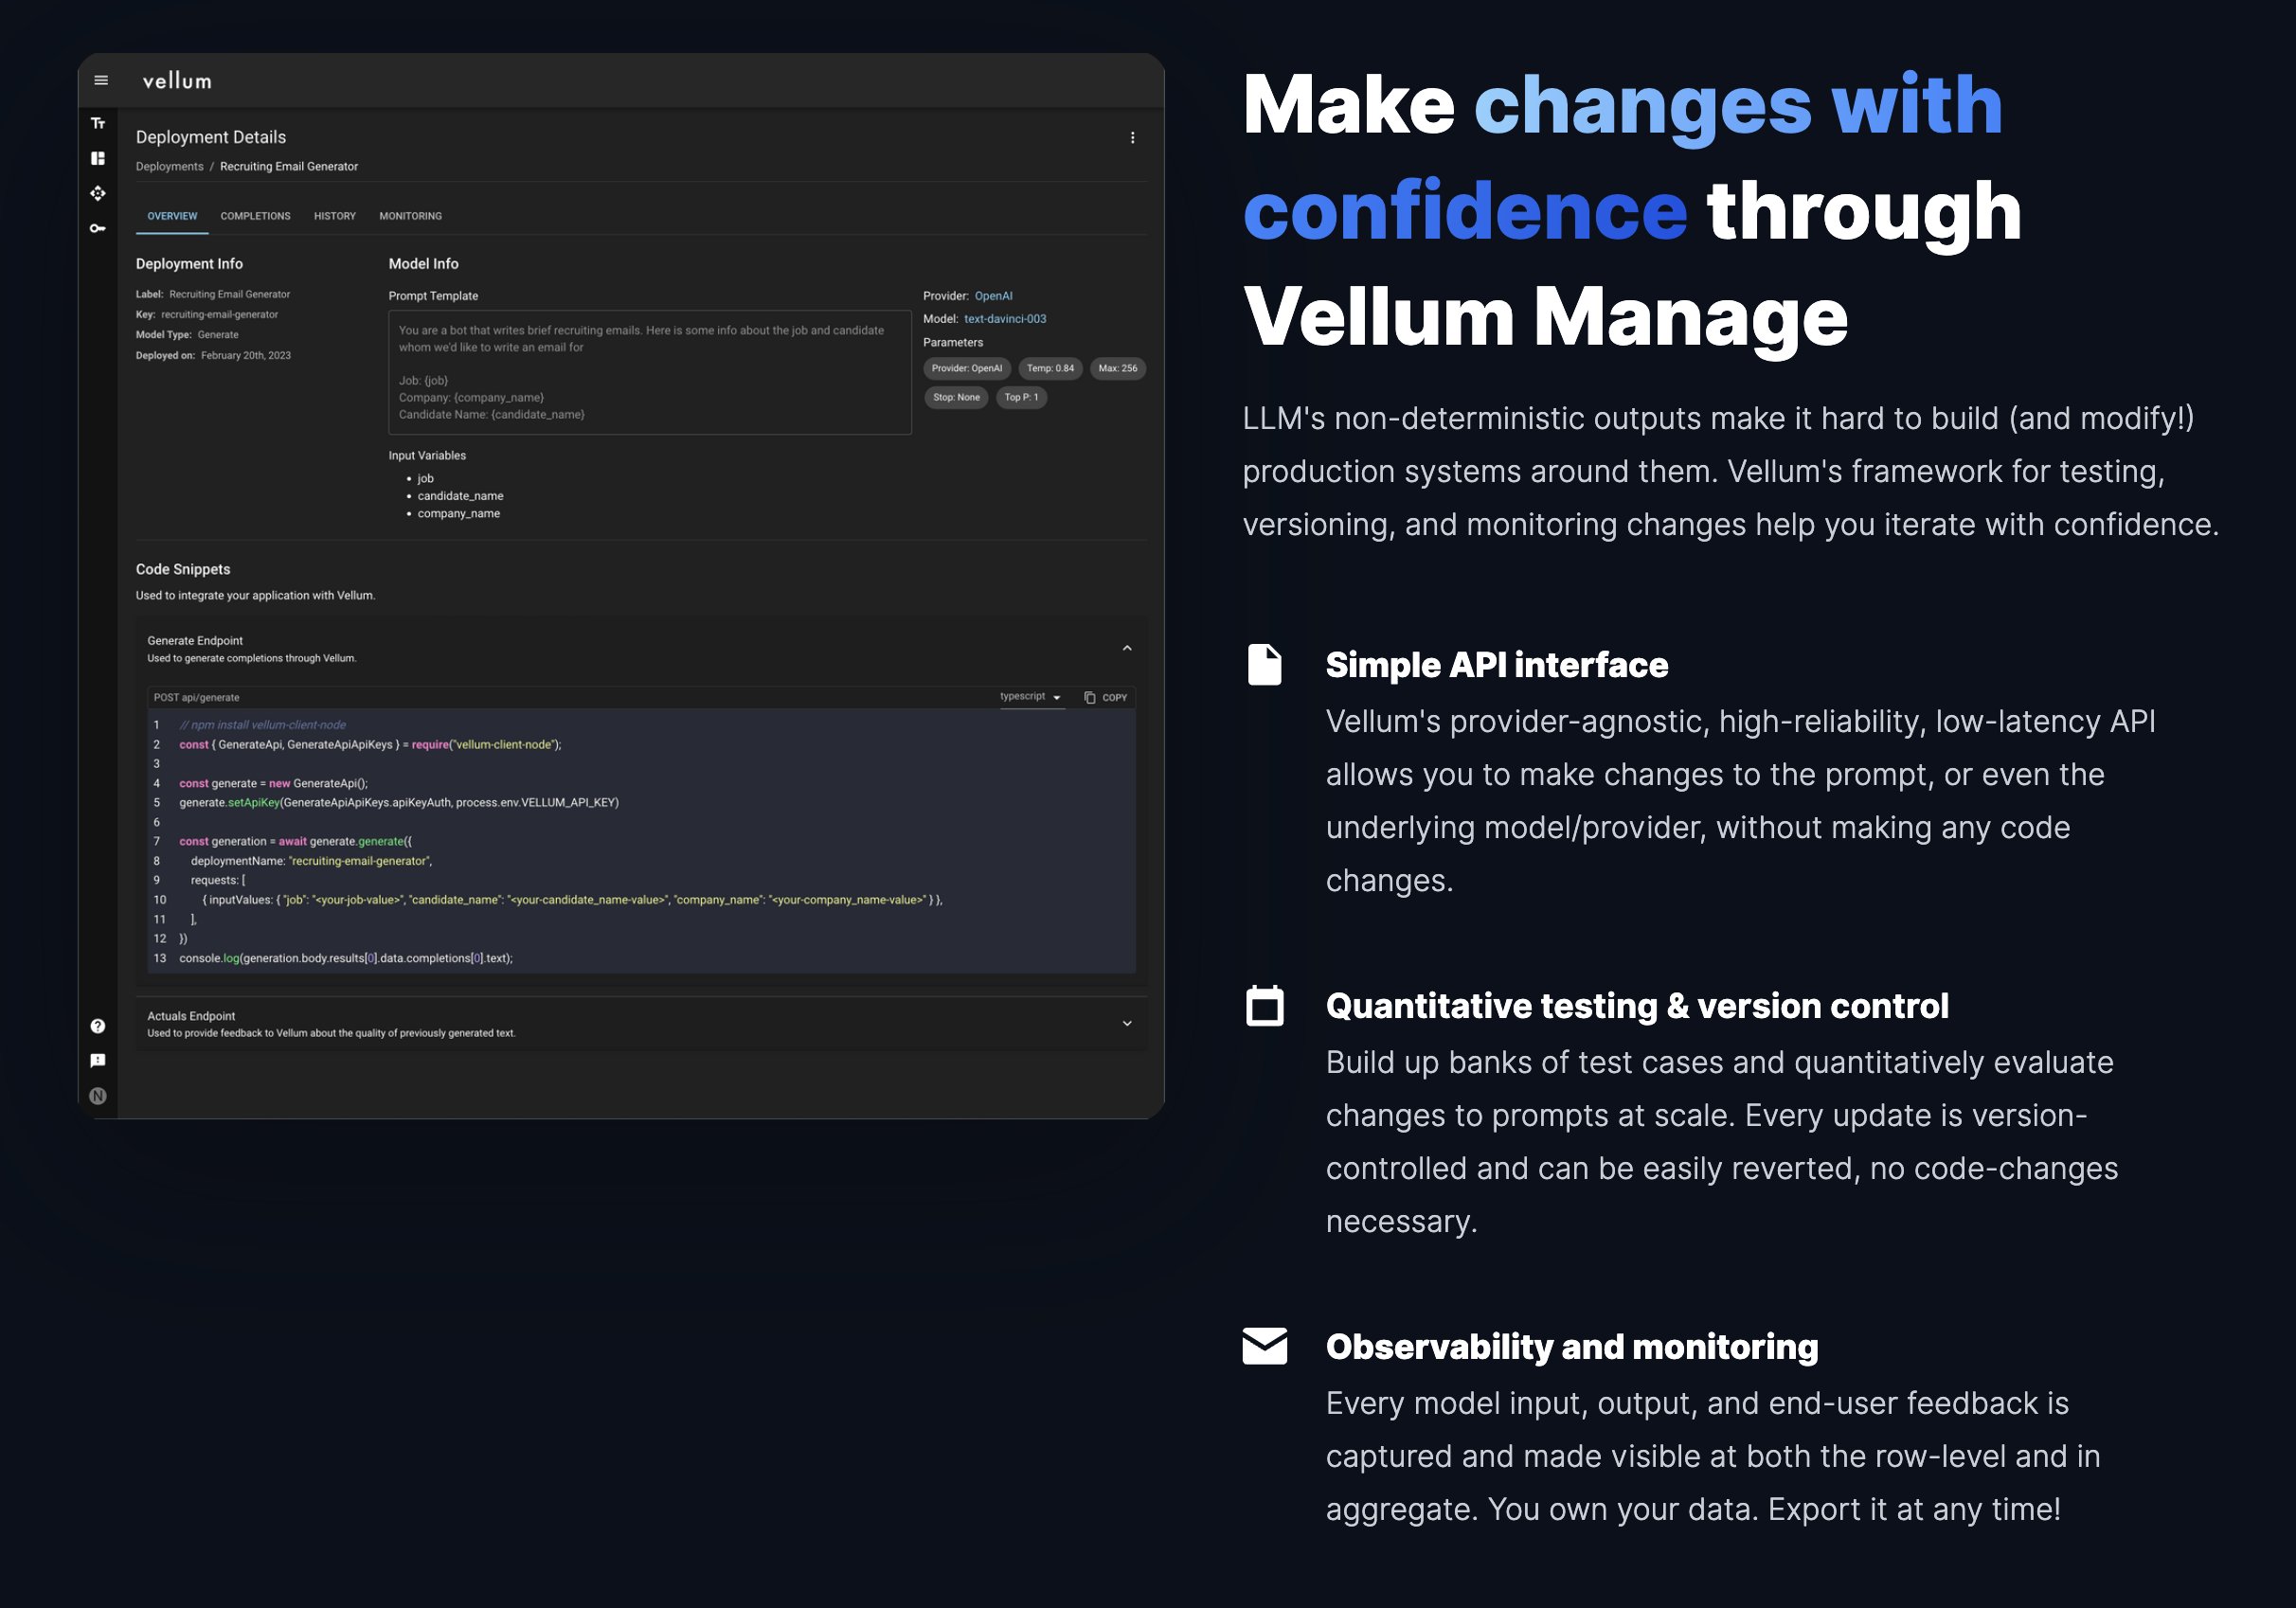 vellum
Deployment Details
Deployments / Recruiting Email Generator
OVERVIEW COMPLETIONS HISTORY MONITORING
Deployment Info
Label: Recruiting Email Generator
Key: recruiting-email-generator
Model Type: Generate
Deployed on: February 20th, 2023
Model Info
Prompt Template
You are a bot that writes brief recruiting emails. Here is some info about the job and candidate
whom we'd like to write an email for
Job: {job}
Company: {company_name}
Candidate Name: {candidate_name}
Input Variables
• job
• candidate_name
• company_name
Provider: OpenAI
Model: text-davinci-003
Parameters
Provider: OpenAI Temp: 0.84 Max: 256
Stop: None Top P: 1
Code Snippets
Used to integrate your application with Vellum.
Generate Endpoint
Used to generate completions through Vellum.
POST api/generate typescript COPY
1 // npm install vellum-client-node
2 const { GenerateApi, GenerateApiApiKeys } = require("vellum-client-node");
3
4 const generate = new GenerateApi();
5 generate.setApiKey(GenerateApiApiKeys.apiKeyAuth, process.env.VELLUM_API_KEY)
6
7 const generation = await generate.generate({
8 deploymentName: "recruiting-email-generator",
9 requests: [
10 { inputValues: { "job": "<your-job-value>", "candidate_name": "<your-candidate_name-value>", "company_name": "<your-company_name-value>" } },
11 ],
12 })
13 console.log(generation.body.results[0].data.completions[0].text);
Actuals Endpoint
Used to provide feedback to Vellum about the quality of previously generated text.
N
Make changes with
confidence through
Vellum Manage
LLM's non-deterministic outputs make it hard to build (and modify!)
production systems around them. Vellum's framework for testing,
versioning, and monitoring changes help you iterate with confidence.
Simple API interface
Vellum's provider-agnostic, high-reliability, low-latency API
allows you to make changes to the prompt, or even the
underlying model/provider, without making any code
changes.
Quantitative testing & version control
Build up banks of test cases and quantitatively evaluate
changes to prompts at scale. Every update is version-
controlled and can be easily reverted, no code-changes
necessary.
Observability and monitoring
Every model input, output, and end-user feedback is
captured and made visible at both the row-level and in
aggregate. You own your data. Export it at any time!